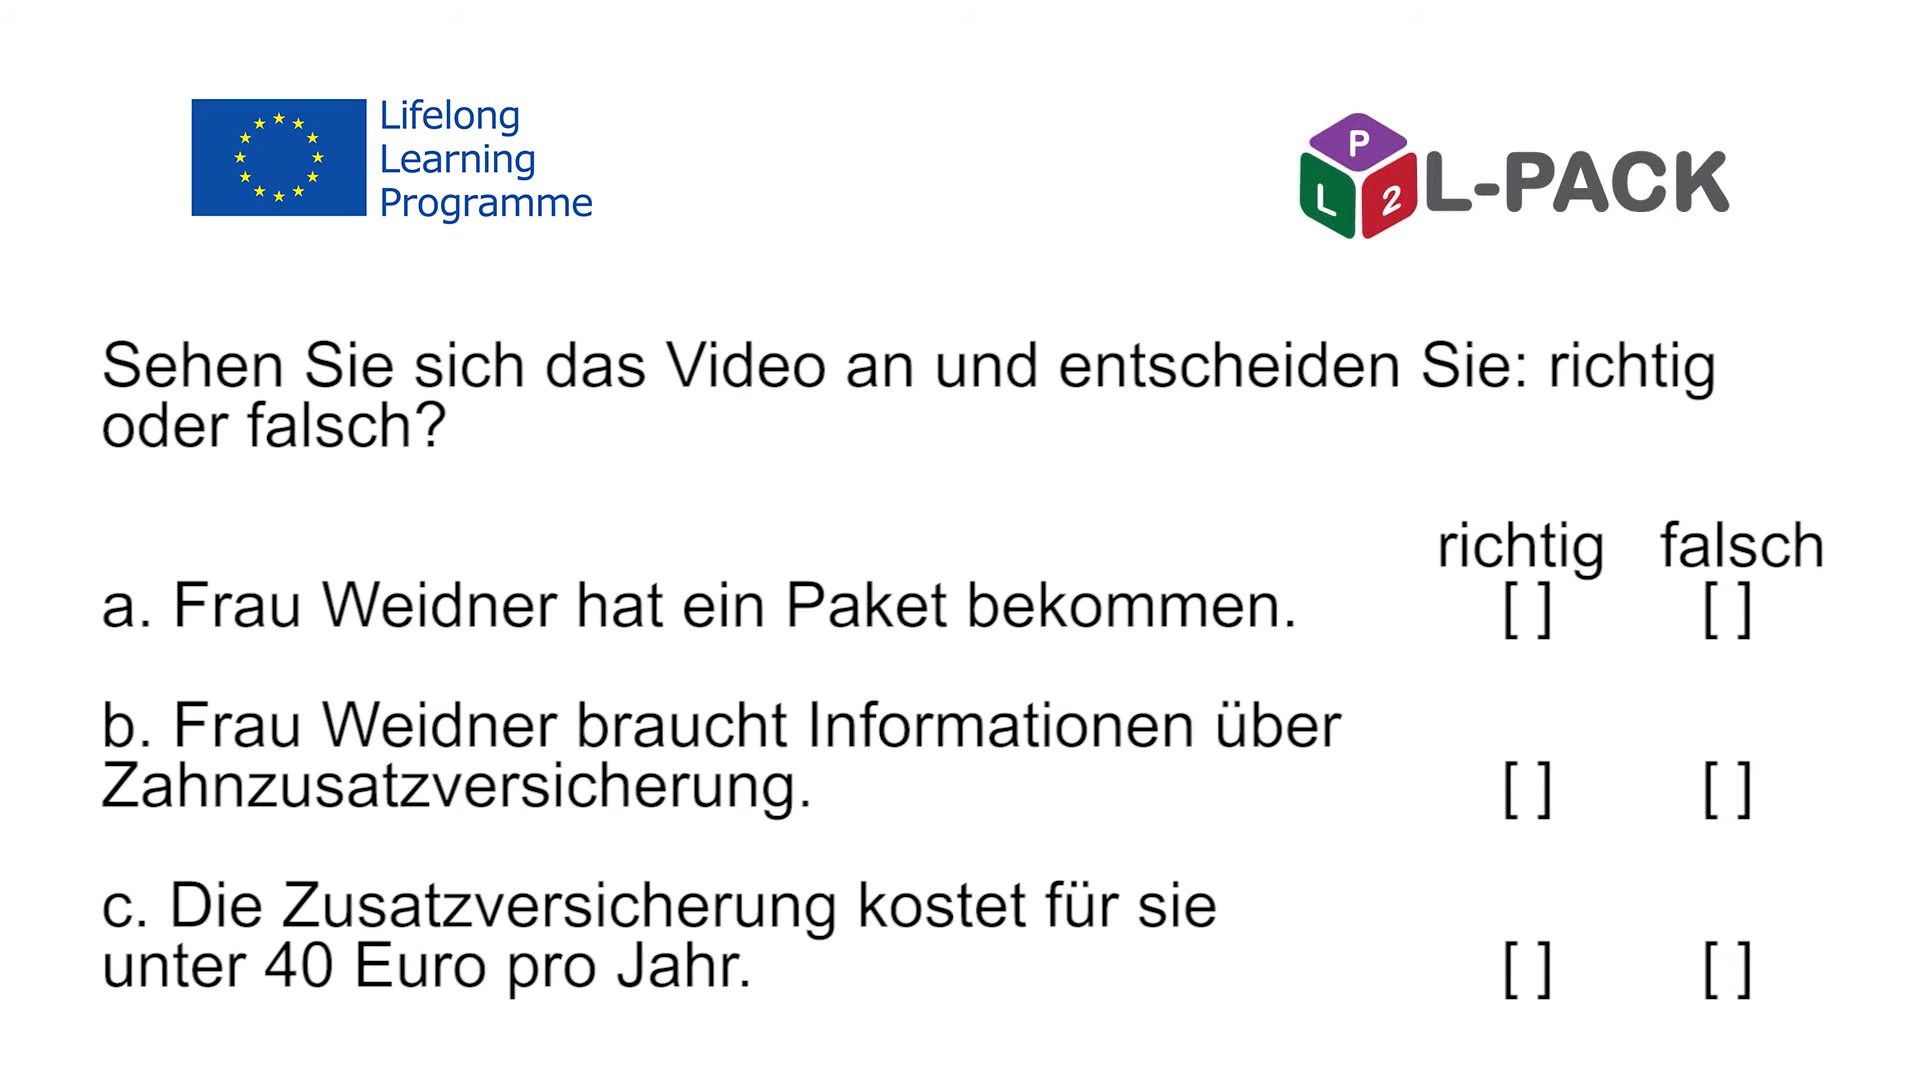 Lifelong
Learning
Programme
P
L
2
L-PACK
Sehen Sie sich das Video an und entscheiden Sie: richtig
oder falsch?
richtig falsch
a. Frau Weidner hat ein Paket bekommen. [ ] [ ]
b. Frau Weidner braucht Informationen über
Zahnzusatzversicherung. [ ] [ ]
c. Die Zusatzversicherung kostet für sie
unter 40 Euro pro Jahr. [ ] [ ]